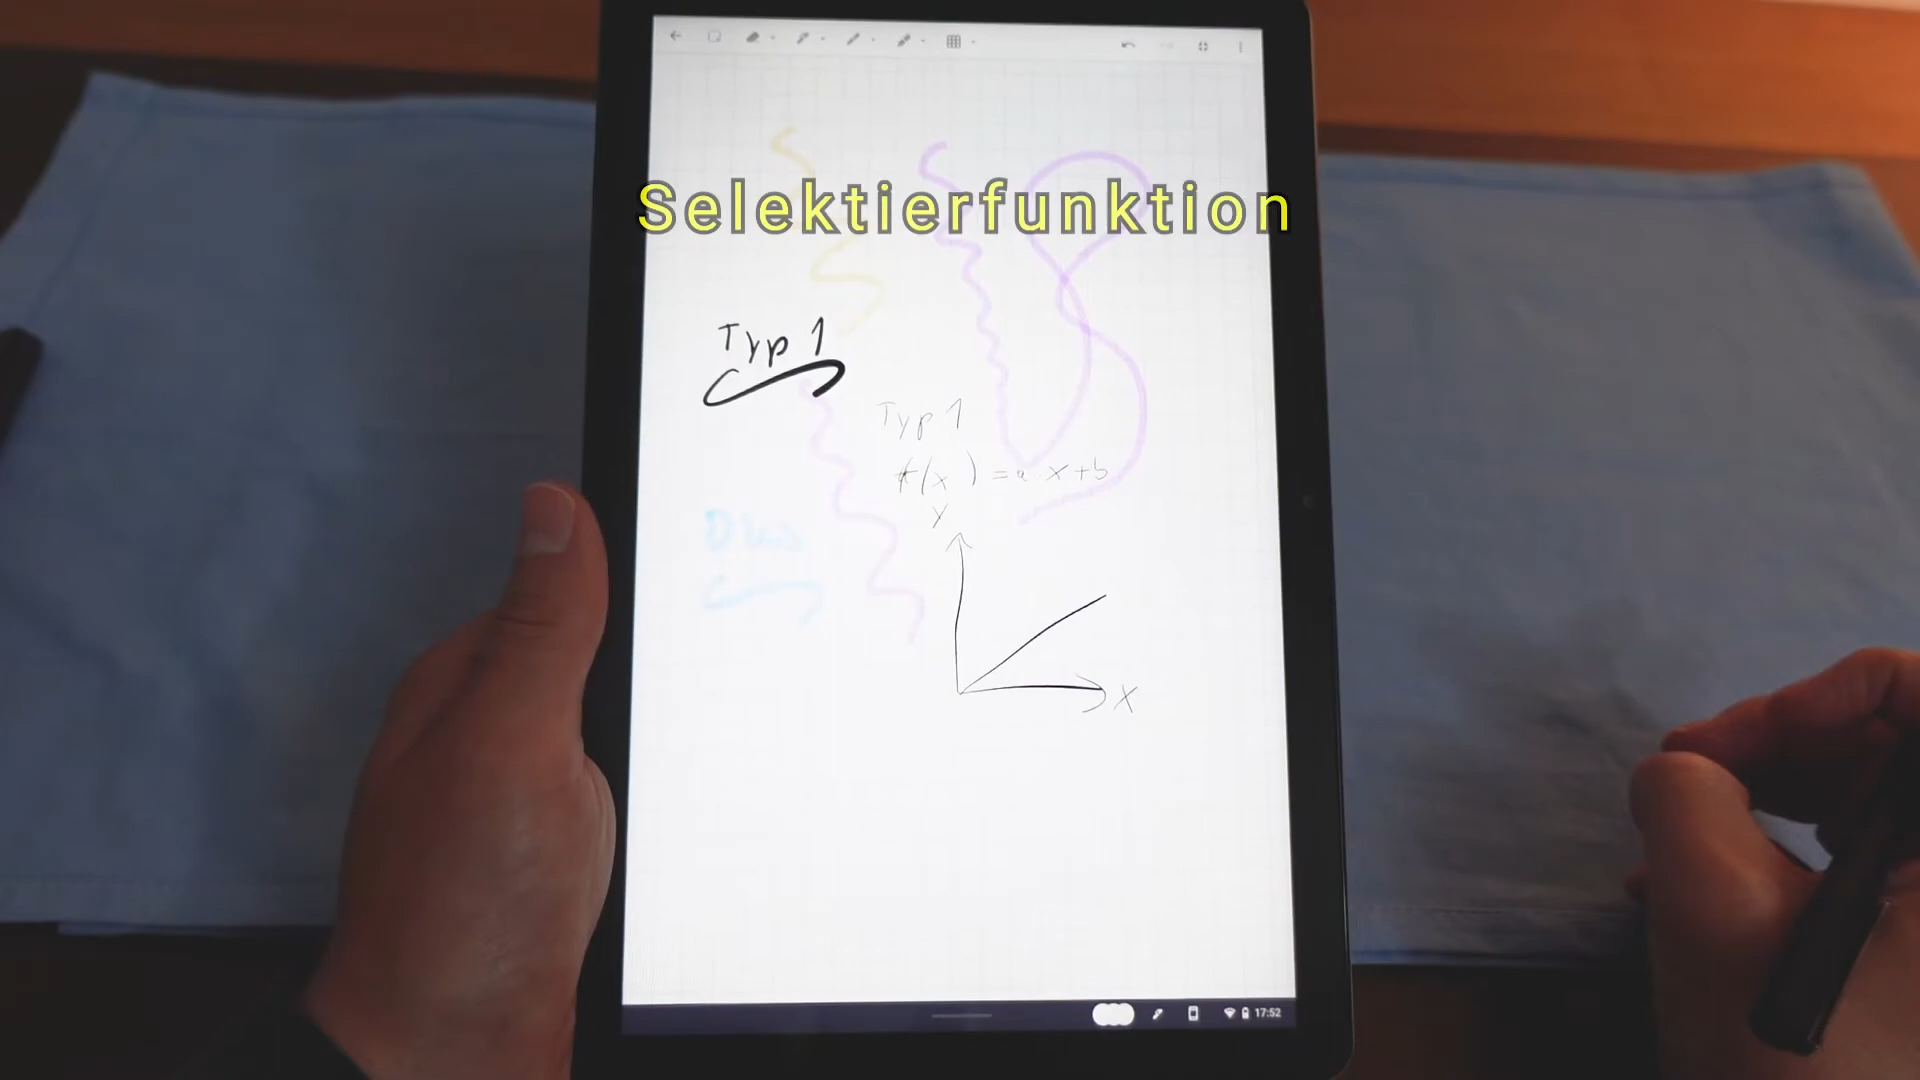 Selektierfunktion
Typ 1
Typ 1
f(x) = a x + b
y
x
17:52